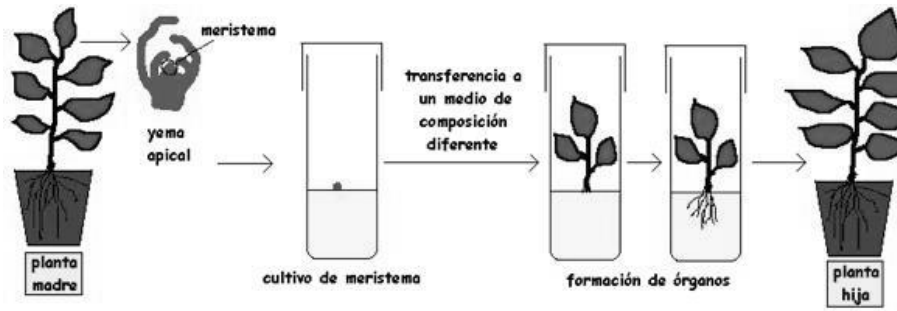 meristema
yema
apical
planta
madre
cultivo de meristema
transferencia a
un medio de
composición
diferente
formación de órganos
planta
hija